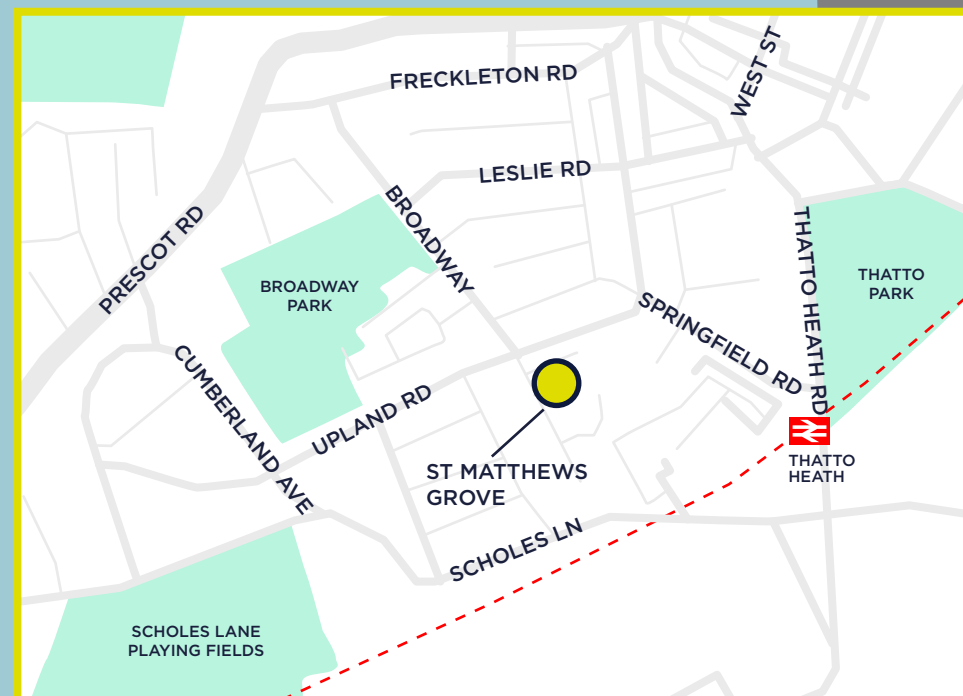 WEST ST
FRECKLETON RD
LESLIE RD
BROADWAY
PRESCOT RD
BROADWAY
PARK
THATTO HEATH RD
THATTO
PARK
SPRINGFIELD RD
CUMBERLAND AVE
UPLAND RD
ST MATTHEWS
GROVE
THATTO
HEATH
SCHOLES LN
SCHOLES LANE
PLAYING FIELDS